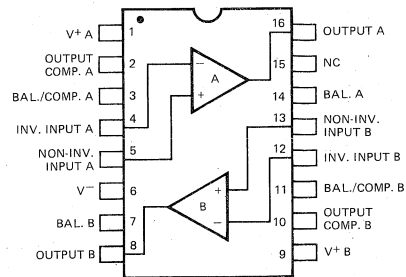 V+ A
1
OUTPUT
COMP. A
2
BAL./COMP. A
3
INV. INPUT A
4
NON-INV.
INPUT A
5
V−
6
BAL. B
7
OUTPUT B
8
−
A
+
+
B
−
16
OUTPUT A
15
NC
14
BAL. A
13
NON-INV.
INPUT B
12
INV. INPUT B
11
BAL./COMP. B
10
OUTPUT
COMP. B
9
V+ B